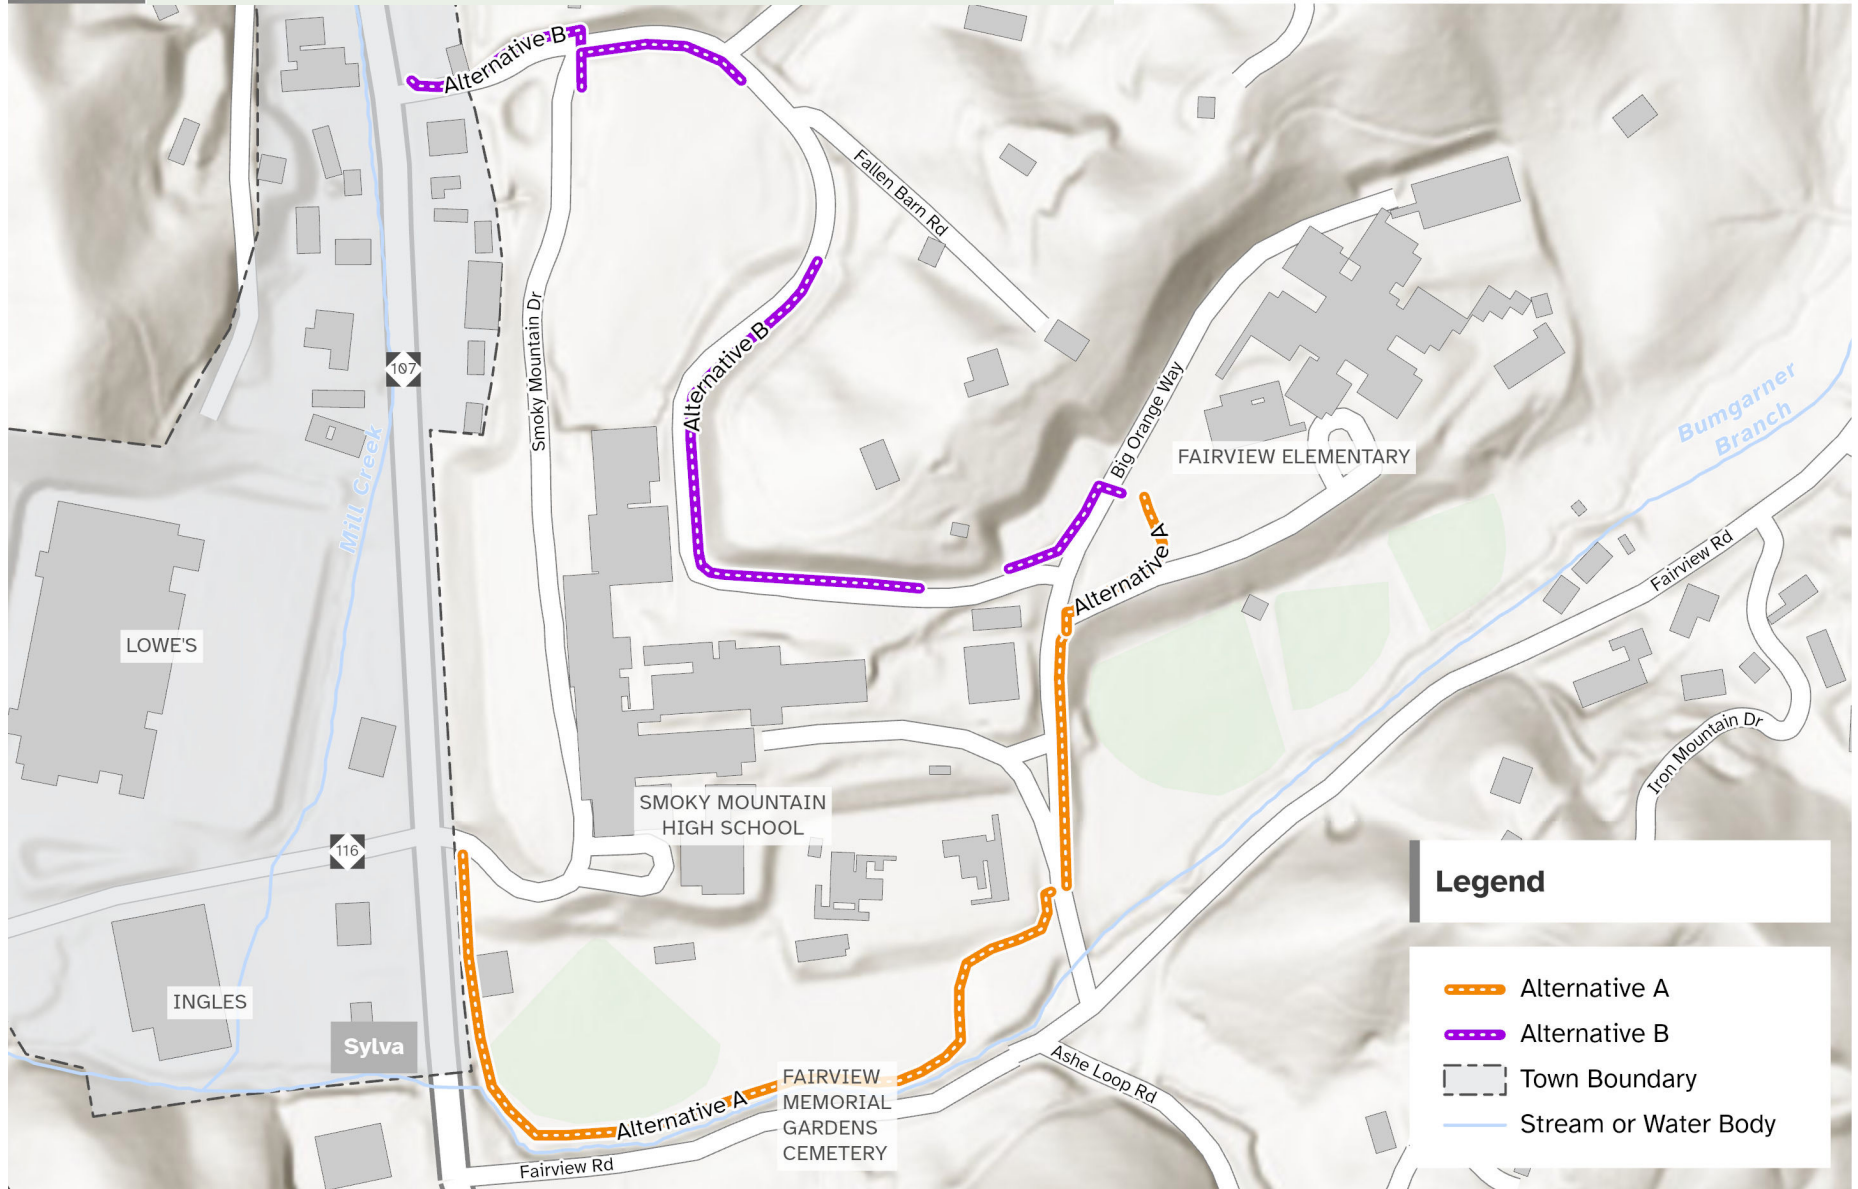 Alternative B
Fallen Barn Rd
Smoky Mountain Dr
107
Alternative B
Big Orange Way
Bumgarner
Branch
FAIRVIEW ELEMENTARY
Mill Creek
Alternative A
Fairview Rd
LOWE'S
Iron Mountain Dr
SMOKY MOUNTAIN
HIGH SCHOOL
116
INGLES
Sylva
Ashe Loop Rd
FAIRVIEW
MEMORIAL
GARDENS
CEMETERY
Alternative A
Fairview Rd
Legend
Alternative A
Alternative B
Town Boundary
Stream or Water Body